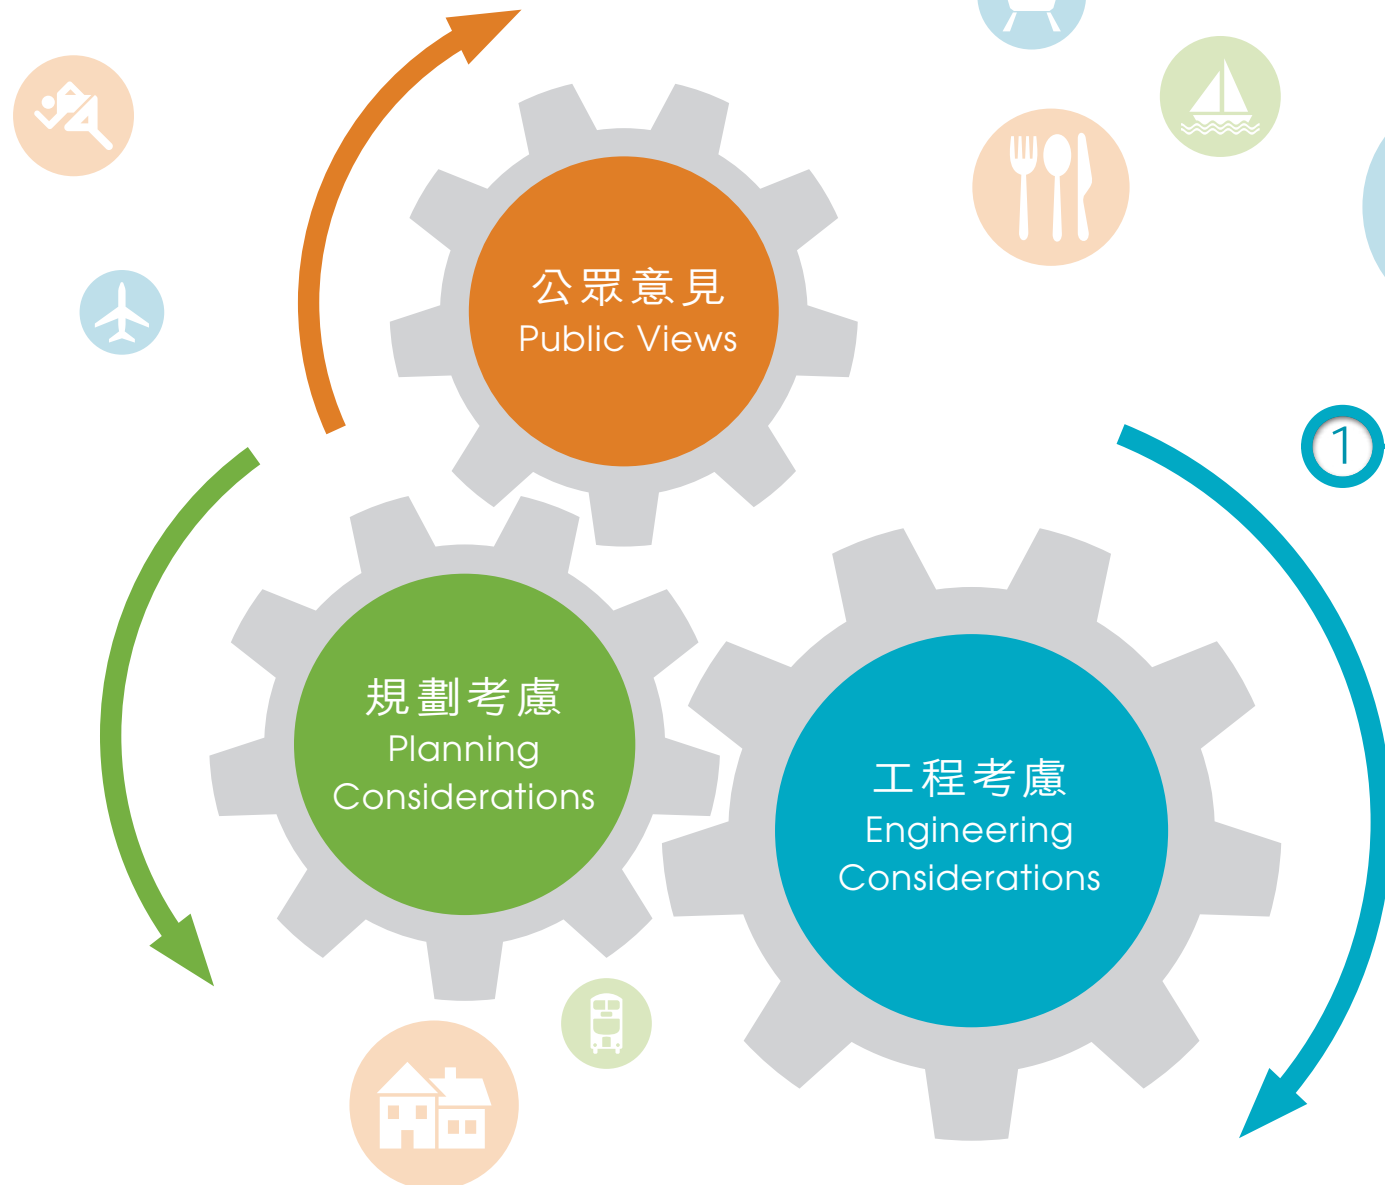 公眾意見
Public Views
1
規劃考慮
Planning
Considerations
工程考慮
Engineering
Considerations